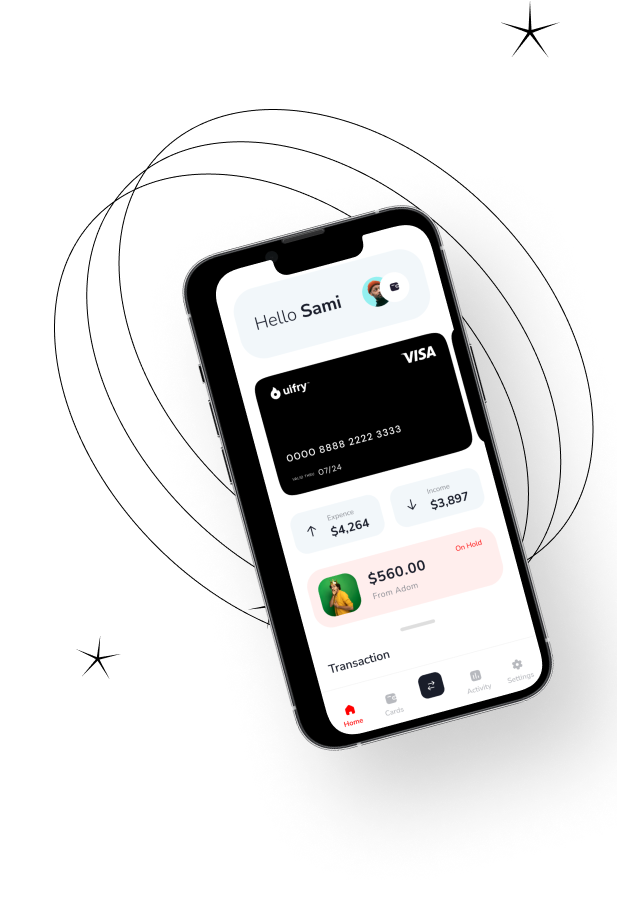 Hello Sami
VISA
uifry
0000 8888 2222 3333
VALID THRU 07/24
Expence
$4,264
Income
$3,897
On Hold
$560.00
From Adom
Transaction
Home
Cards
Activity
Settings